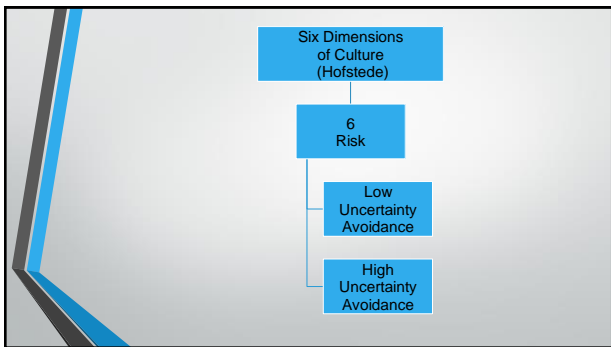 Six Dimensions
of Culture
(Hofstede)
6
Risk
Low
Uncertainty
Avoidance
High
Uncertainty
Avoidance